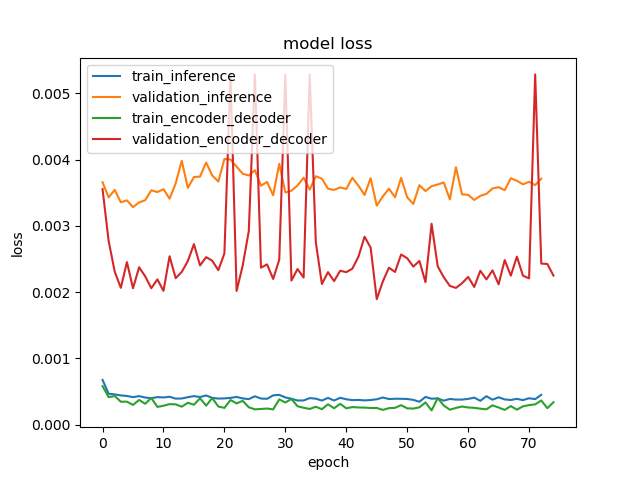 model loss
train_inference
validation_inference
train_encoder_decoder
validation_encoder_decoder
0.005
0.004
0.003
0.002
0.001
0.000
loss
0 10 20 30 40 50 60 70
epoch